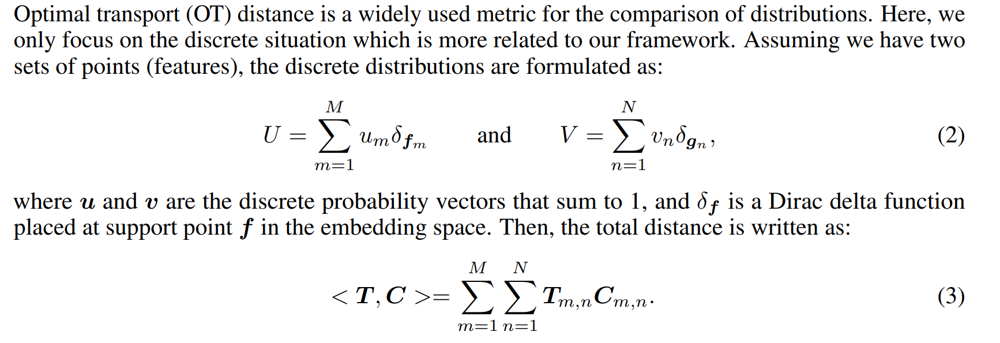 Optimal transport (OT) distance is a widely used metric for the comparison of distributions. Here, we
only focus on the discrete situation which is more related to our framework. Assuming we have two
sets of points (features), the discrete distributions are formulated as:
$U = \sum_{m=1}^{M} u_m \delta_{\boldsymbol{f}_m}$ and $V = \sum_{n=1}^{N} v_n \delta_{\boldsymbol{g}_n},$ (2)
where $\boldsymbol{u}$ and $\boldsymbol{v}$ are the discrete probability vectors that sum to 1, and $\delta_{\boldsymbol{f}}$ is a Dirac delta function
placed at support point $\boldsymbol{f}$ in the embedding space. Then, the total distance is written as:
$< \boldsymbol{T}, \boldsymbol{C} >= \sum_{m=1}^{M} \sum_{n=1}^{N} \boldsymbol{T}_{m,n} \boldsymbol{C}_{m,n}.$ (3)